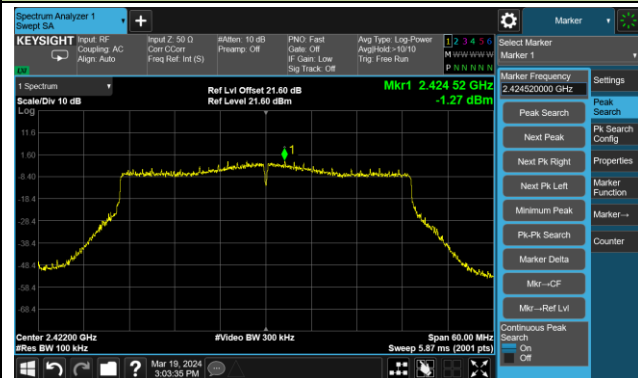 Spectrum Analyzer 1
Swept SA
Marker
KEYSIGHT
Input: RF
Coupling: AC
Align: Auto
Input Z: 50 Ω
Corr CCorr
Freq Ref: Int (S)
#Atten: 10 dB
Preamp: Off
PNO: Fast
Gate: Off
IF Gain: Low
Sig Track: Off
Avg Type: Log-Power
Avg|Hold:>10/10
Trig: Free Run
1 2 3 4 5 6
M W W W W W
P N N N N N
LXI
Select Marker
Marker 1
1 Spectrum
Scale/Div 10 dB
Ref Lvl Offset 21.60 dB
Ref Level 21.60 dBm
Mkr1 2.424 52 GHz
-1.27 dBm
Log
11.6
1.60
-8.40
-18.4
-28.4
-38.4
-48.4
-58.4
-68.4
1
Center 2.42200 GHz
#Res BW 100 kHz
#Video BW 300 kHz
Span 60.00 MHz
Sweep 5.87 ms (2001 pts)
Marker Frequency
2.424520000 GHz
Peak Search
Next Peak
Next Pk Right
Next Pk Left
Minimum Peak
Pk-Pk Search
Marker Delta
Mkr→CF
Mkr→Ref Lvl
Continuous Peak
Search
On
Off
Settings
Peak
Search
Pk Search
Config
Properties
Marker
Function
Marker→
Counter
Mar 19, 2024
3:03:35 PM